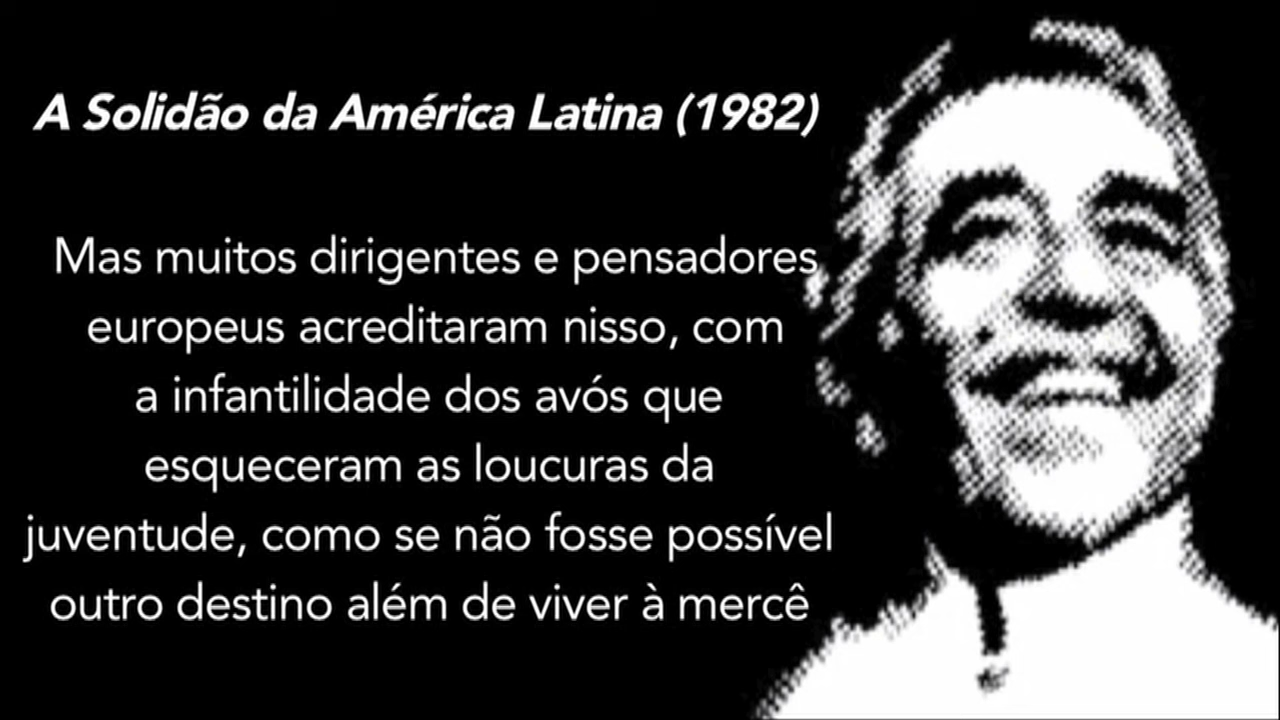 A Solidão da América Latina (1982)
Mas muitos dirigentes e pensadores
europeus acreditaram nisso, com
a infantilidade dos avós que
esqueceram as loucuras da
juventude, como se não fosse possível
outro destino além de viver à mercê